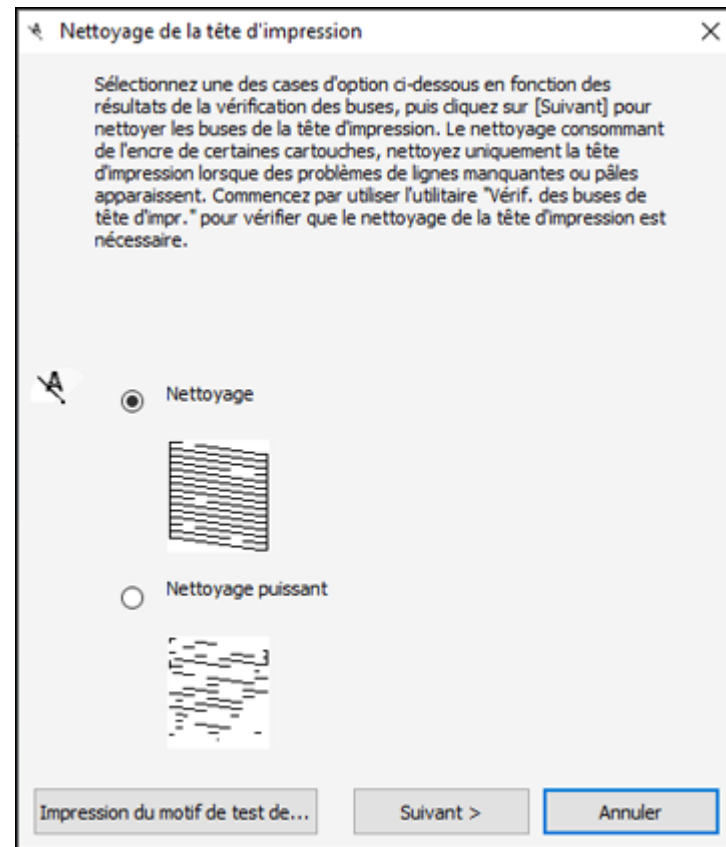 Nettoyage de la tête d'impression
Sélectionnez une des cases d'option ci-dessous en fonction des
résultats de la vérification des buses, puis cliquez sur [Suivant] pour
nettoyer les buses de la tête d'impression. Le nettoyage consommant
de l'encre de certaines cartouches, nettoyez uniquement la tête
d'impression lorsque des problèmes de lignes manquantes ou pâles
apparaissent. Commencez par utiliser l'utilitaire "Vérif. des buses de
tête d'impr." pour vérifier que le nettoyage de la tête d'impression est
nécessaire.
Nettoyage
Nettoyage puissant
Impression du motif de test de...
Suivant >
Annuler